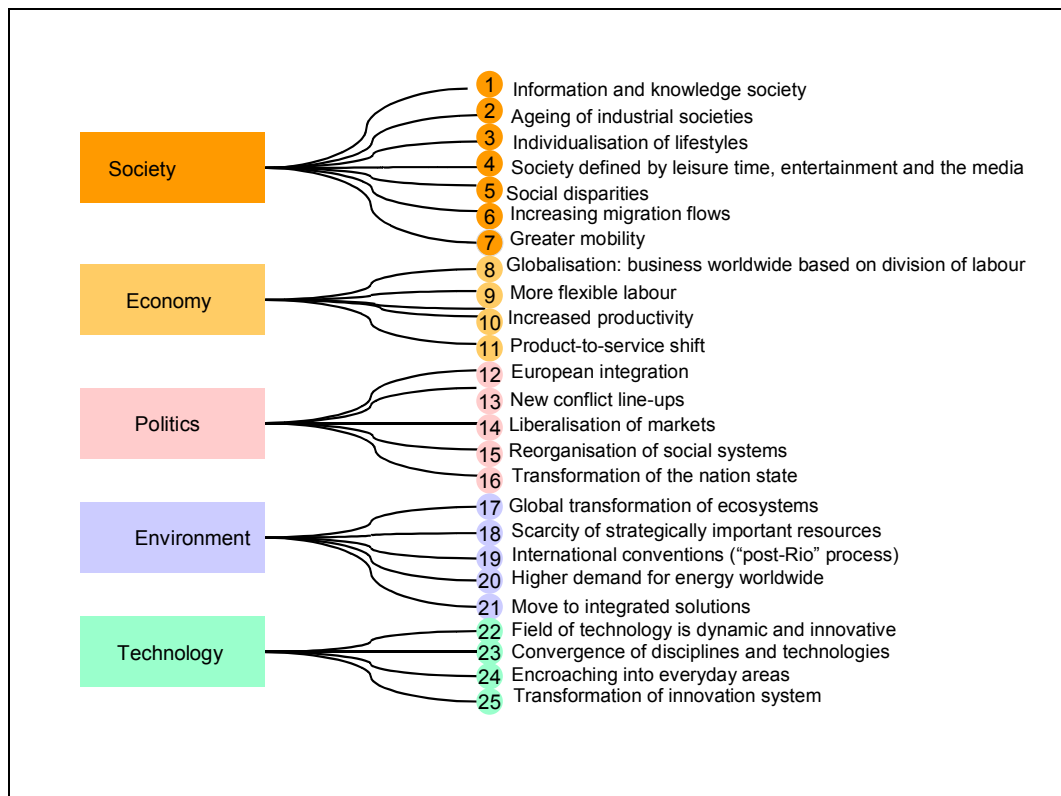 Society
1 Information and knowledge society
2 Ageing of industrial societies
3 Individualisation of lifestyles
4 Society defined by leisure time, entertainment and the media
5 Social disparities
6 Increasing migration flows
7 Greater mobility
Economy
8 Globalisation: business worldwide based on division of labour
9 More flexible labour
10 Increased productivity
11 Product-to-service shift
Politics
12 European integration
13 New conflict line-ups
14 Liberalisation of markets
15 Reorganisation of social systems
16 Transformation of the nation state
Environment
17 Global transformation of ecosystems
18 Scarcity of strategically important resources
19 International conventions (“post-Rio” process)
20 Higher demand for energy worldwide
21 Move to integrated solutions
Technology
22 Field of technology is dynamic and innovative
23 Convergence of disciplines and technologies
24 Encroaching into everyday areas
25 Transformation of innovation system